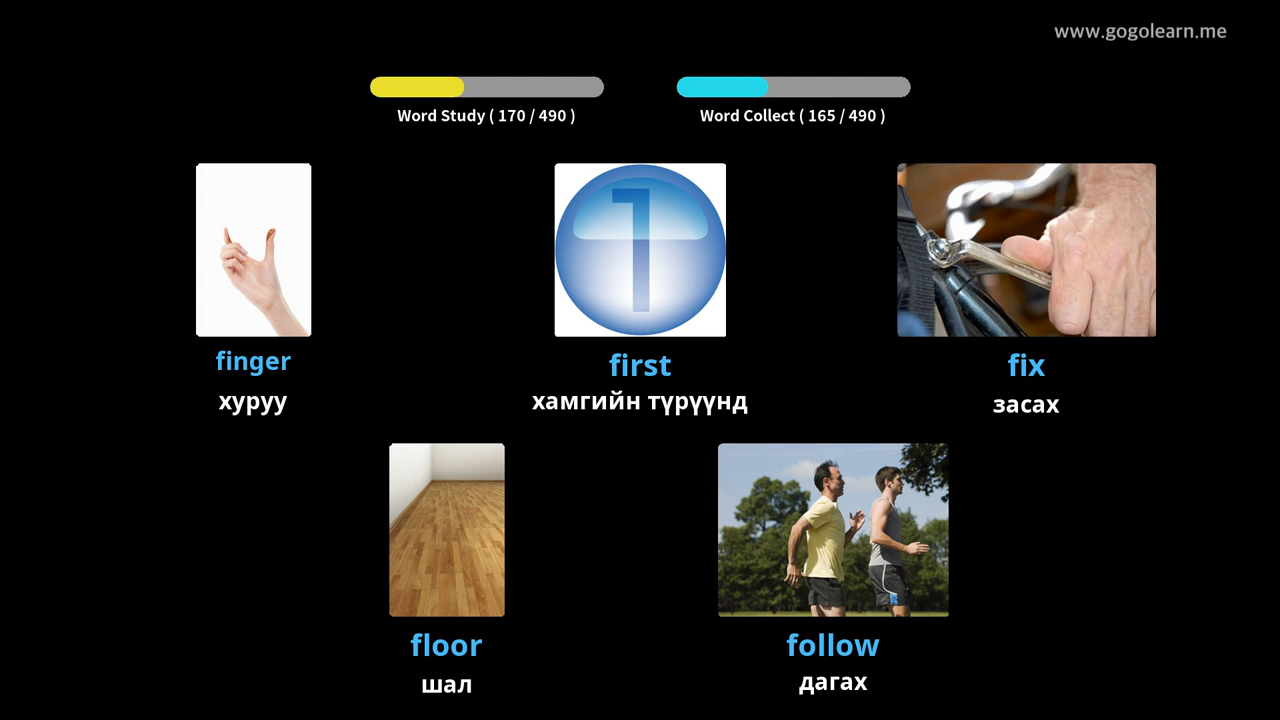 www.gogolearn.me
Word Study ( 170 / 490 )
Word Collect ( 165 / 490 )
1
finger
хуруу
first
хамгийн түрүүнд
fix
засах
floor
шал
follow
дагах